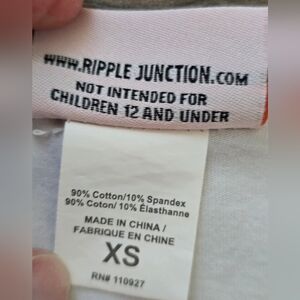 www.RIPPLE JUNCTION.COM
NOT INTENDED FOR
CHILDREN 12 AND UNDER
90% Cotton/10% Spandex
90% Coton/10% Élasthanne
MADE IN CHINA /
FABRIQUE EN CHINE
XS
RN# 110927